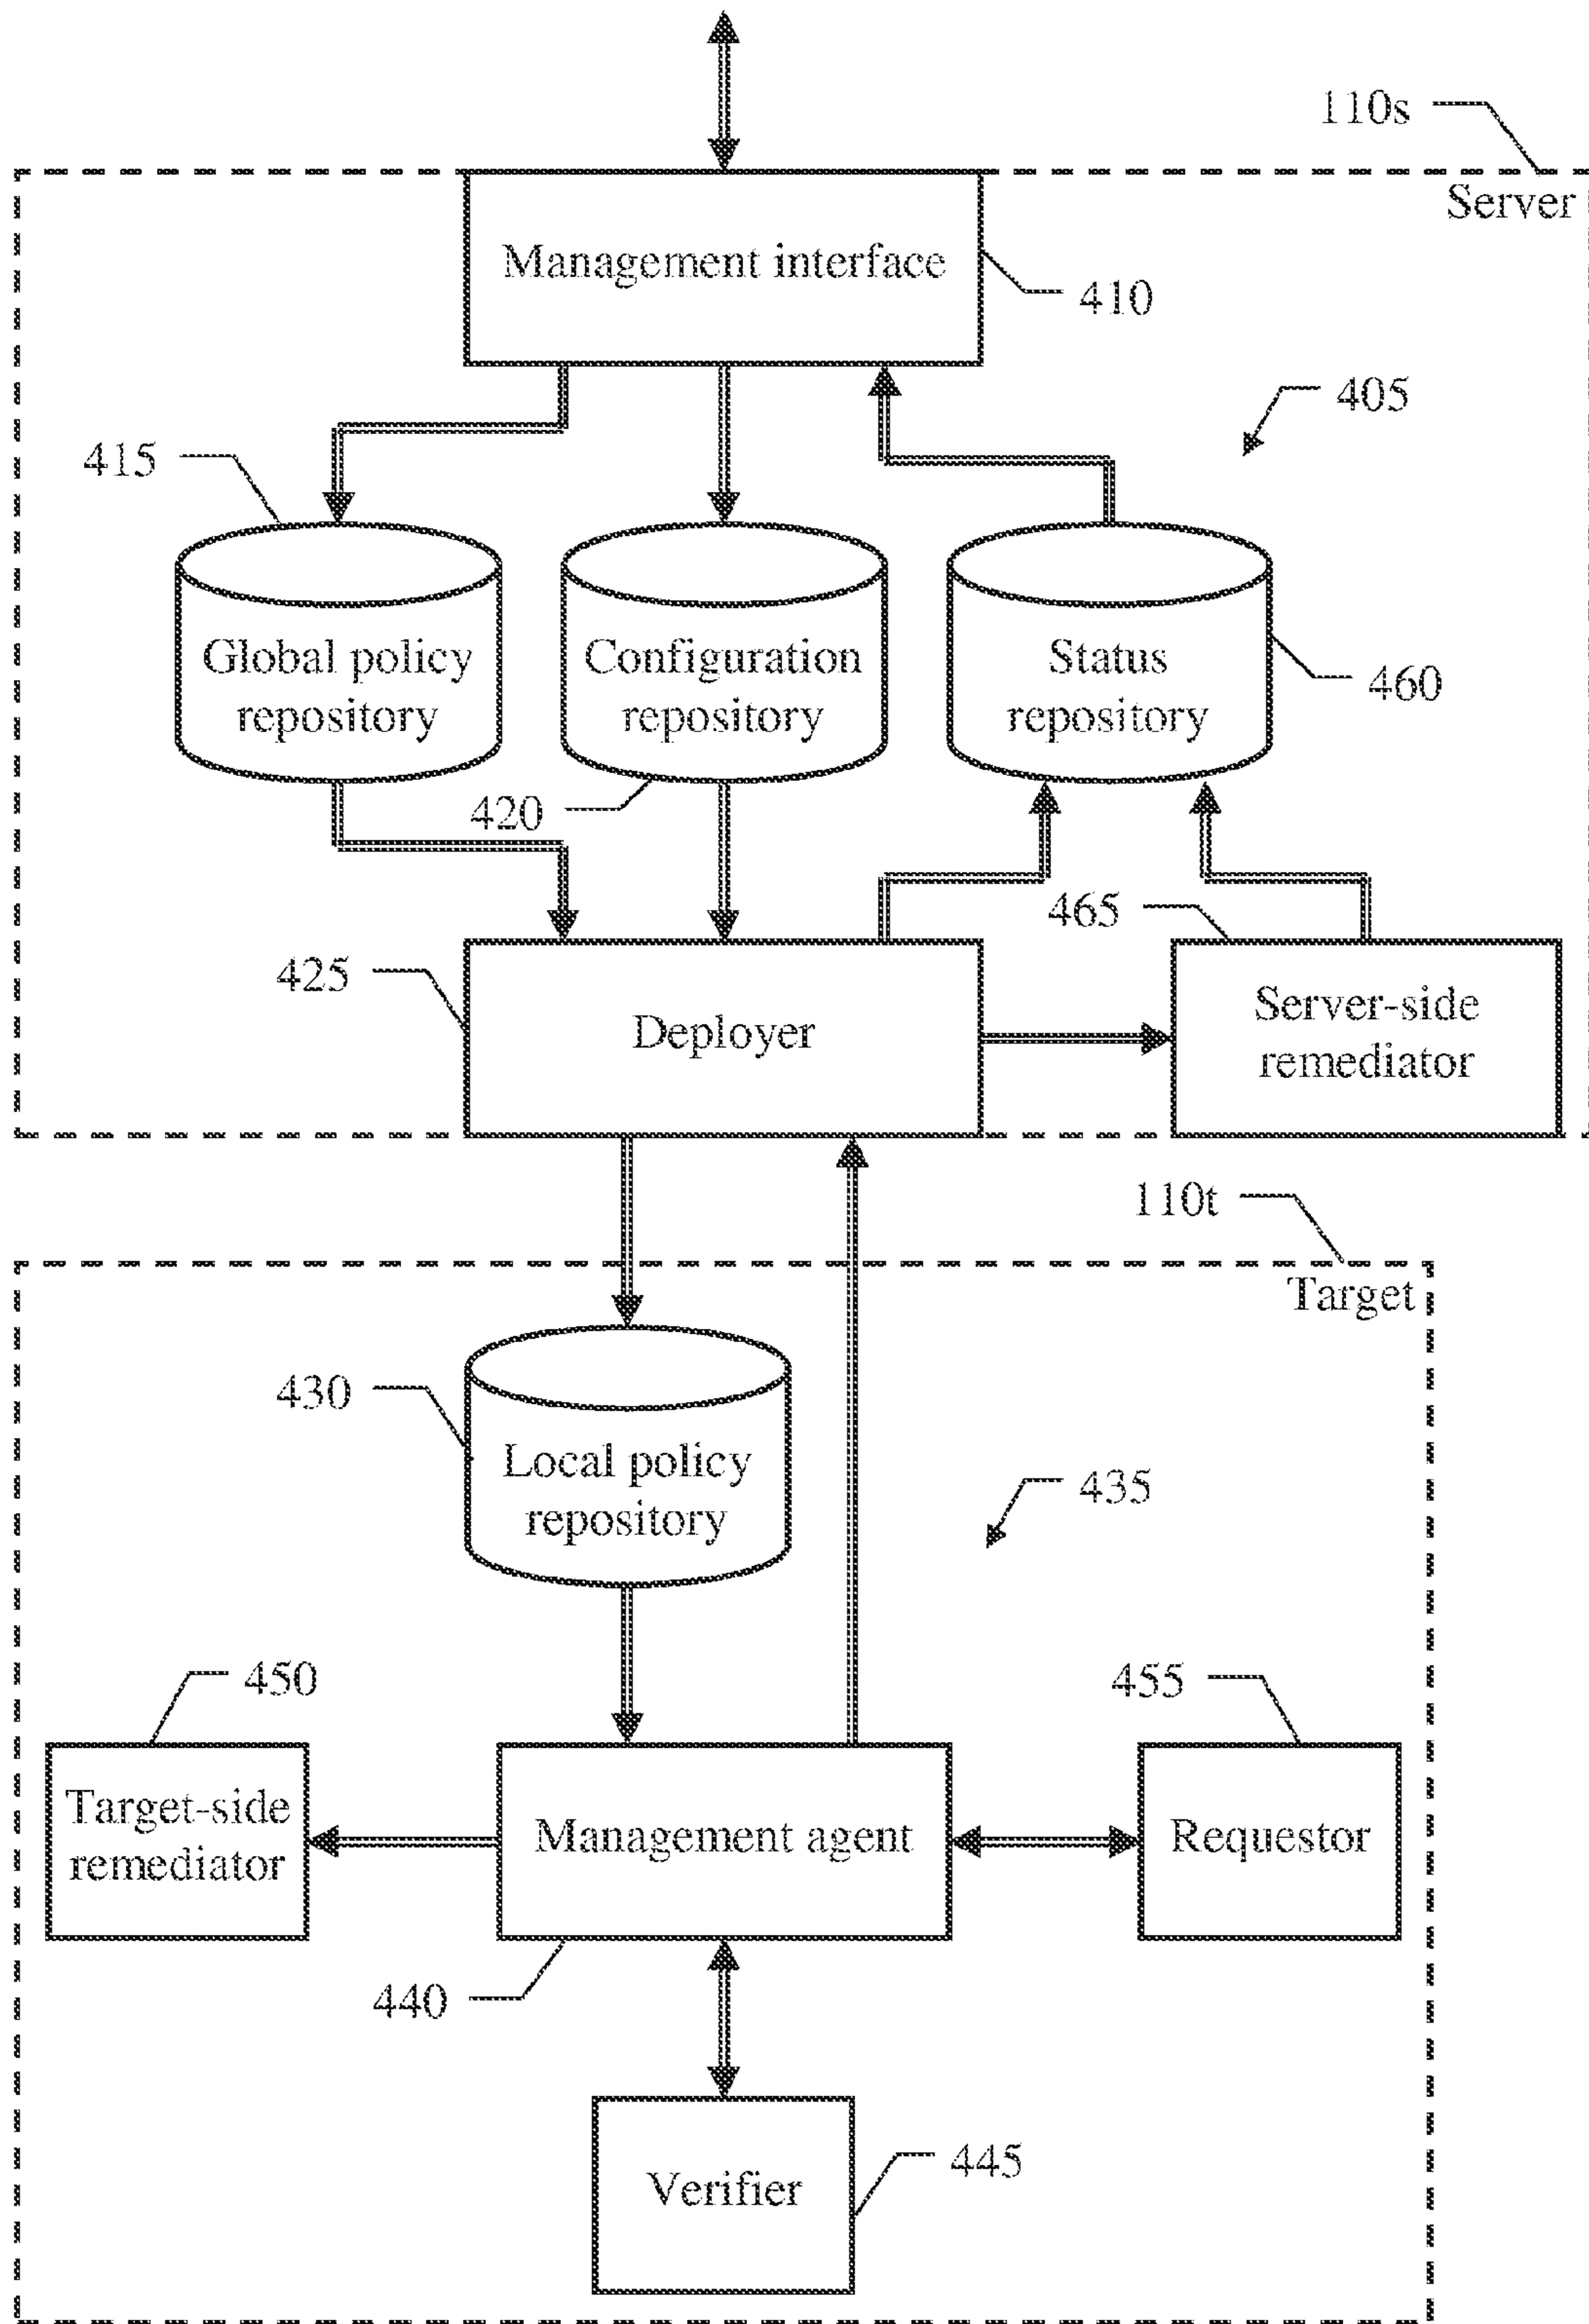 110s
Server
Management interface
410
405
415
Global policy
repository
Configuration
repository
Status
repository
460
420
465
425
Deployer
Server-side
remediator
110t
Target
430
Local policy
repository
435
450
455
Target-side
remediator
Management agent
Requestor
440
Verifier
445